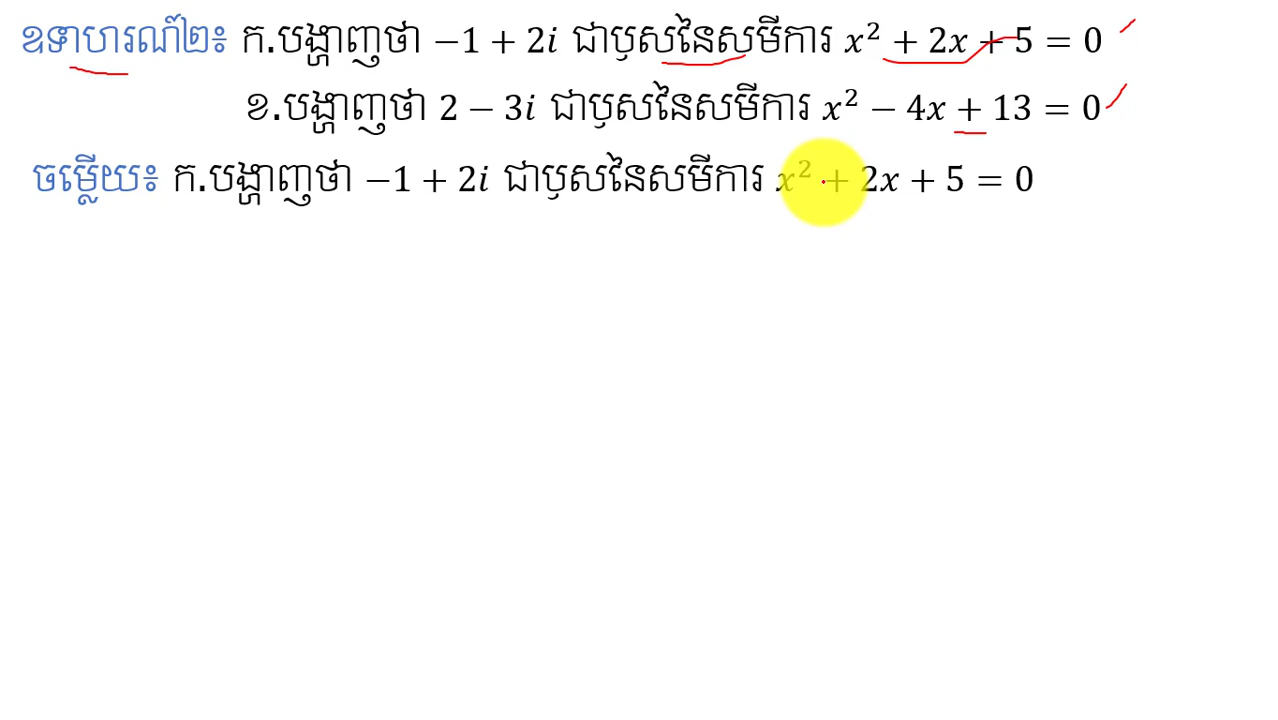 ឧទាហរណ៍២៖ ក.បង្ហាញថា −1 + 2i ជាឫសនៃសមីការ x² + 2x + 5 = 0
ខ.បង្ហាញថា 2 − 3i ជាឫសនៃសមីការ x² − 4x + 13 = 0
ចម្លើយ៖ ក.បង្ហាញថា −1 + 2i ជាឫសនៃសមីការ x² + 2x + 5 = 0